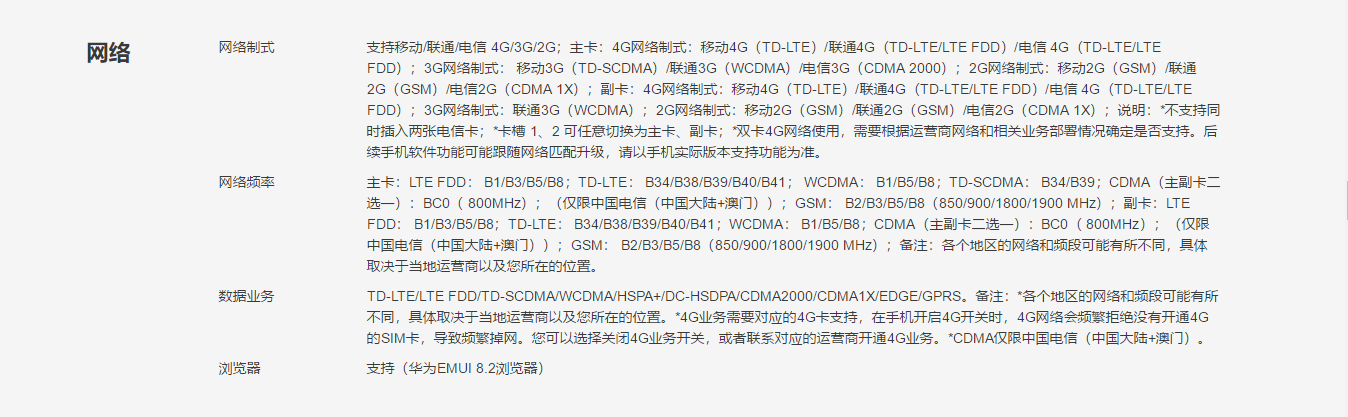 网络
网络制式
支持移动/联通/电信 4G/3G/2G；主卡：4G网络制式：移动4G（TD-LTE）/联通4G（TD-LTE/LTE FDD）/电信 4G（TD-LTE/LTE
FDD）；3G网络制式： 移动3G（TD-SCDMA）/联通3G（WCDMA）/电信3G（CDMA 2000）；2G网络制式：移动2G（GSM）/联通
2G（GSM）/电信2G（CDMA 1X）；副卡：4G网络制式：移动4G（TD-LTE）/联通4G（TD-LTE/LTE FDD）/电信 4G（TD-LTE/LTE
FDD）；3G网络制式：联通3G（WCDMA）；2G网络制式：移动2G（GSM）/联通2G（GSM）/电信2G（CDMA 1X）；说明：*不支持同
时插入两张电信卡；*卡槽 1、2 可任意切换为主卡、副卡；*双卡4G网络使用，需要根据运营商网络和相关业务部署情况确定是否支持。后
续手机软件功能可能跟随网络匹配升级，请以手机实际版本支持功能为准。
网络频率
主卡：LTE FDD： B1/B3/B5/B8；TD-LTE： B34/B38/B39/B40/B41； WCDMA： B1/B5/B8；TD-SCDMA： B34/B39；CDMA（主副卡二
选一）：BC0（ 800MHz）；（仅限中国电信（中国大陆+澳门））；GSM： B2/B3/B5/B8（850/900/1800/1900 MHz）；副卡：LTE
FDD： B1/B3/B5/B8；TD-LTE： B34/B38/B39/B40/B41；WCDMA： B1/B5/B8；CDMA（主副卡二选一）：BC0（ 800MHz）；（仅限
中国电信（中国大陆+澳门））；GSM： B2/B3/B5/B8（850/900/1800/1900 MHz）；备注：各个地区的网络和频段可能有所不同，具体
取决于当地运营商以及您所在的位置。
数据业务
TD-LTE/LTE FDD/TD-SCDMA/WCDMA/HSPA+/DC-HSDPA/CDMA2000/CDMA1X/EDGE/GPRS。备注：*各个地区的网络和频段可能有所
不同，具体取决于当地运营商以及您所在的位置。*4G业务需要对应的4G卡支持，在手机开启4G开关时，4G网络会频繁拒绝没有开通4G
的SIM卡，导致频繁掉网。您可以选择关闭4G业务开关，或者联系对应的运营商开通4G业务。*CDMA仅限中国电信（中国大陆+澳门）。
浏览器
支持（华为EMUI 8.2浏览器）